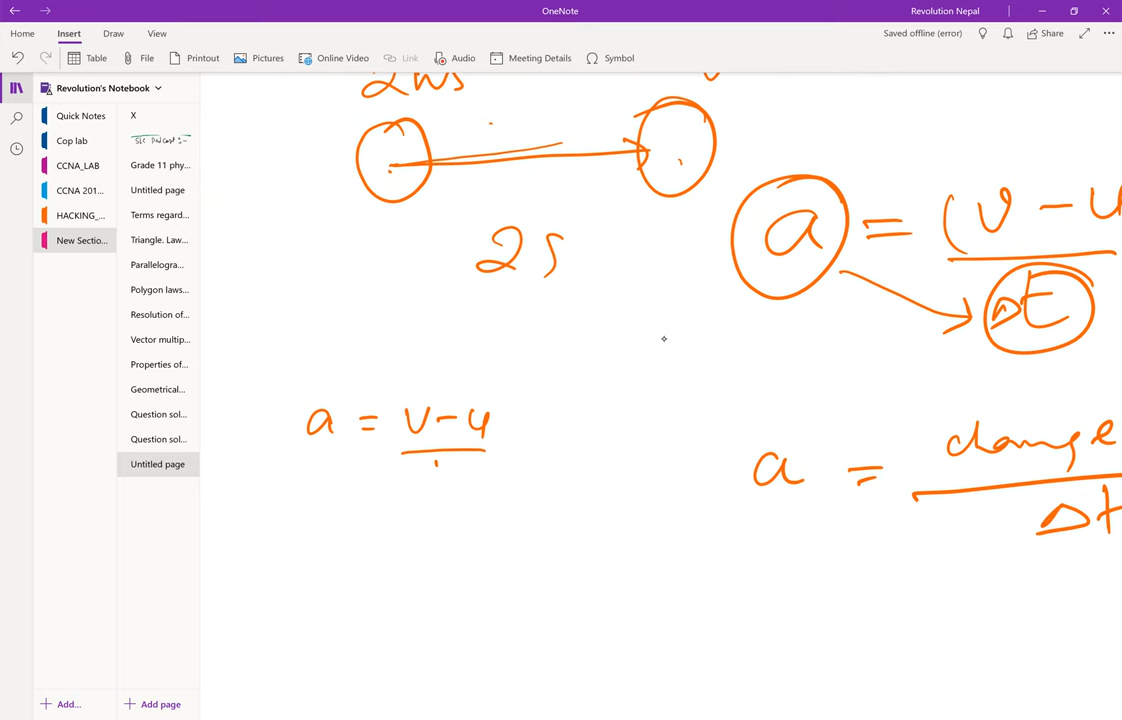 OneNote
Revolution Nepal
Home Insert Draw View
Saved offline (error) Share
Table File Printout Pictures Online Video Link Audio Meeting Details Symbol
Revolution's Notebook
Quick Notes
Cop lab
CCNA_LAB
CCNA 201...
HACKING_...
New Sectio...
X
Grade 11 phy...
Untitled page
Terms regard...
Triangle. Law...
Parallelogra...
Polygon laws...
Resolution of...
Vector multip...
Properties of...
Geometrical...
Question sol...
Question sol...
Untitled page
Add...
Add page
2 s
a = (v - u
Δt
a = v - u
a = change
Δt